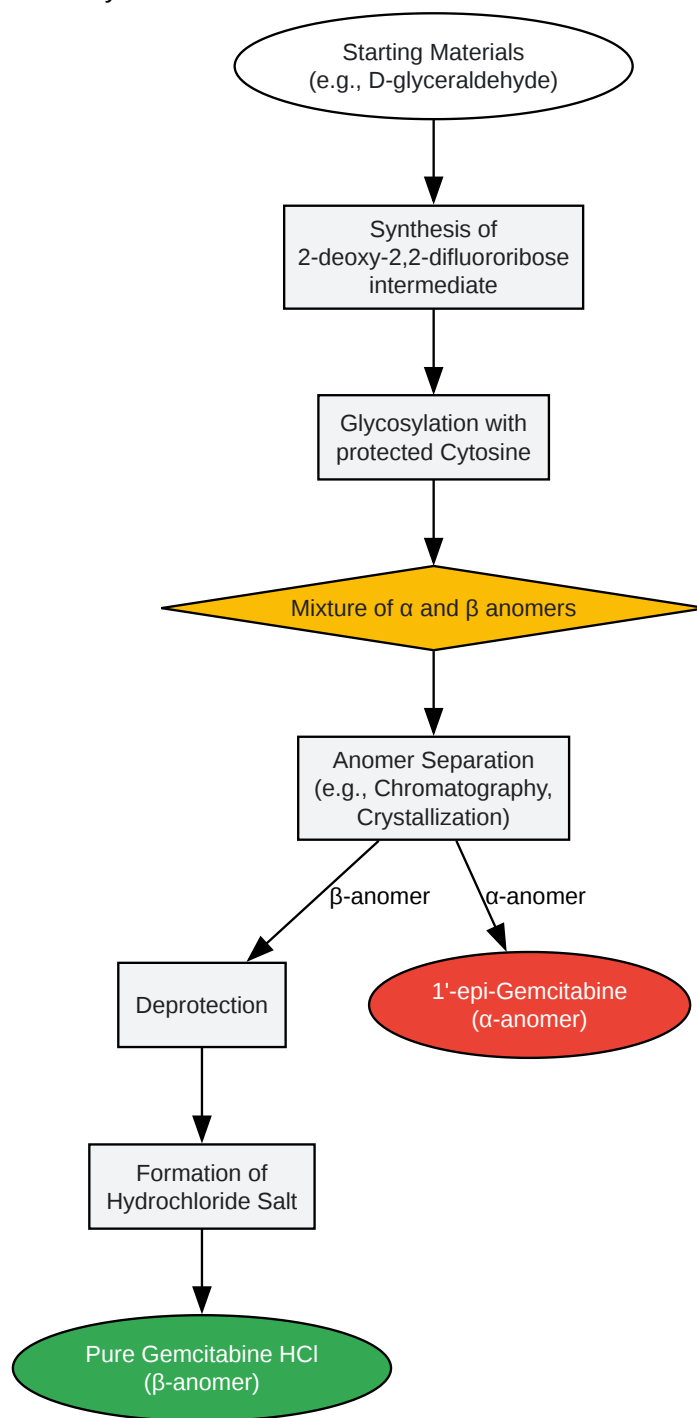 Starting Materials
(e.g., D-glyceraldehyde)
Synthesis of
2-deoxy-2,2-difluororibose
intermediate
Glycosylation with
protected Cytosine
Mixture of α and β anomers
Anomer Separation
(e.g., Chromatography,
Crystallization)
β-anomer
α-anomer
Deprotection
1'-epi-Gemcitabine
(α-anomer)
Formation of
Hydrochloride Salt
Pure Gemcitabine HCl
(β-anomer)